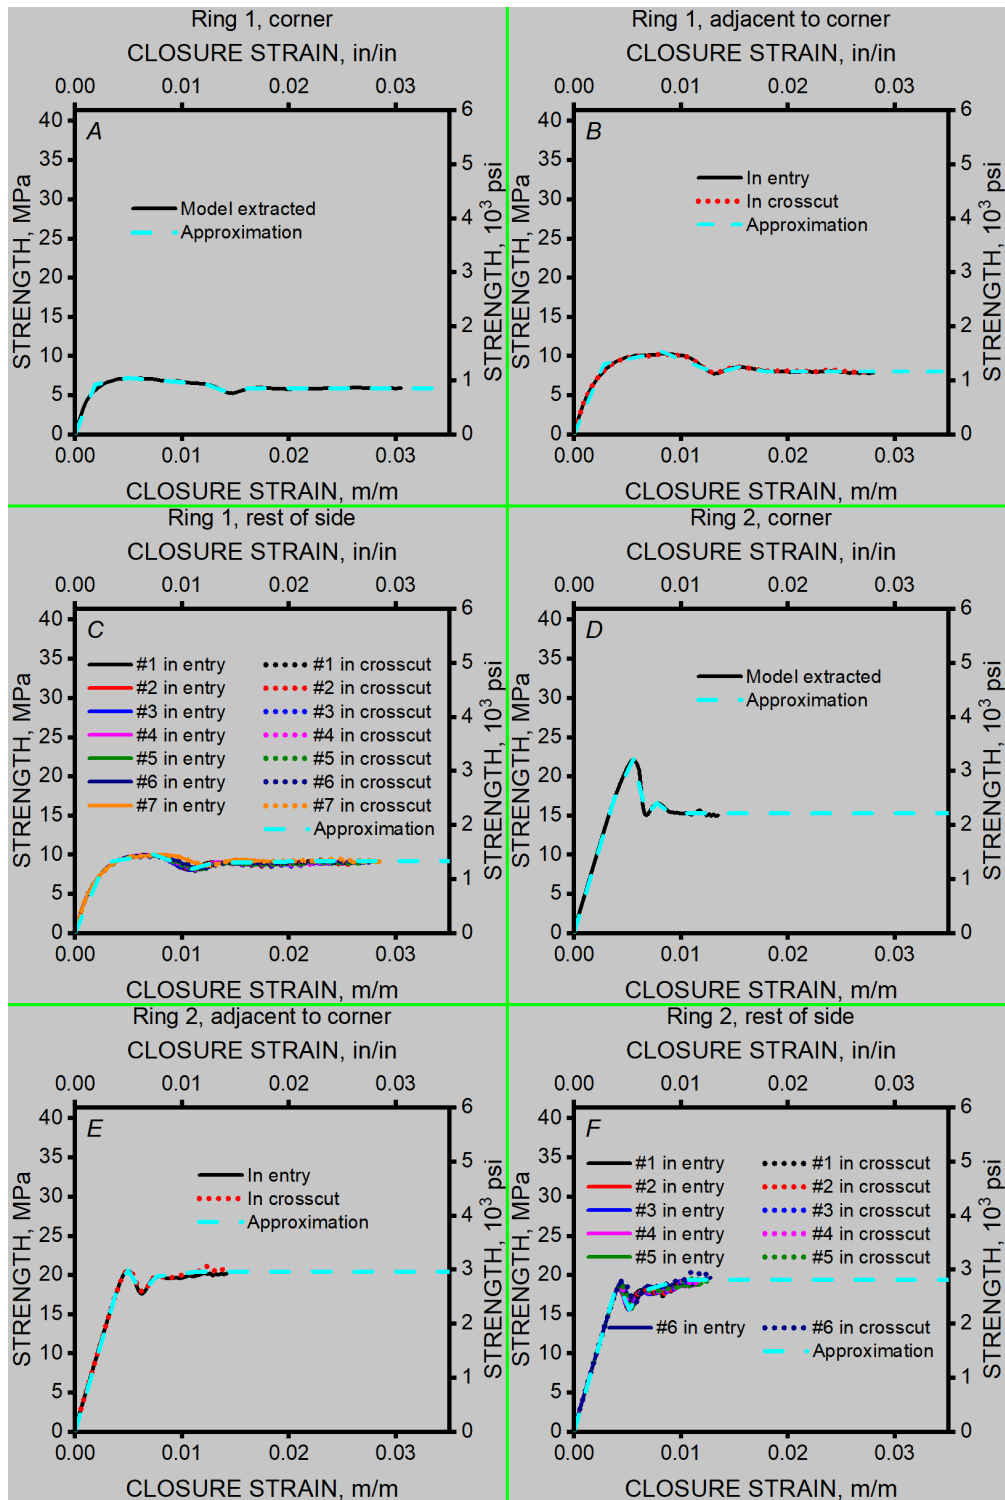 Ring 1, corner
CLOSURE STRAIN, in/in
0.00 0.01 0.02 0.03
A
40 35 30 25 20 15 10 5 0
STRENGTH, MPa
6 5 4 3 2 1 0
STRENGTH, 10³ psi
Model extracted
Approximation
0.00 0.01 0.02 0.03
CLOSURE STRAIN, m/m
Ring 1, adjacent to corner
CLOSURE STRAIN, in/in
0.00 0.01 0.02 0.03
B
40 35 30 25 20 15 10 5 0
STRENGTH, MPa
6 5 4 3 2 1 0
STRENGTH, 10³ psi
In entry
In crosscut
Approximation
0.00 0.01 0.02 0.03
CLOSURE STRAIN, m/m
Ring 1, rest of side
CLOSURE STRAIN, in/in
0.00 0.01 0.02 0.03
C
40 35 30 25 20 15 10 5 0
STRENGTH, MPa
6 5 4 3 2 1 0
STRENGTH, 10³ psi
#1 in entry #1 in crosscut
#2 in entry #2 in crosscut
#3 in entry #3 in crosscut
#4 in entry #4 in crosscut
#5 in entry #5 in crosscut
#6 in entry #6 in crosscut
#7 in entry #7 in crosscut
Approximation
0.00 0.01 0.02 0.03
CLOSURE STRAIN, m/m
Ring 2, corner
CLOSURE STRAIN, in/in
0.00 0.01 0.02 0.03
D
40 35 30 25 20 15 10 5 0
STRENGTH, MPa
6 5 4 3 2 1 0
STRENGTH, 10³ psi
Model extracted
Approximation
0.00 0.01 0.02 0.03
CLOSURE STRAIN, m/m
Ring 2, adjacent to corner
CLOSURE STRAIN, in/in
0.00 0.01 0.02 0.03
E
40 35 30 25 20 15 10 5 0
STRENGTH, MPa
6 5 4 3 2 1 0
STRENGTH, 10³ psi
In entry
In crosscut
Approximation
0.00 0.01 0.02 0.03
CLOSURE STRAIN, m/m
Ring 2, rest of side
CLOSURE STRAIN, in/in
0.00 0.01 0.02 0.03
F
40 35 30 25 20 15 10 5 0
STRENGTH, MPa
6 5 4 3 2 1 0
STRENGTH, 10³ psi
#1 in entry #1 in crosscut
#2 in entry #2 in crosscut
#3 in entry #3 in crosscut
#4 in entry #4 in crosscut
#5 in entry #5 in crosscut
#6 in entry #6 in crosscut
Approximation
0.00 0.01 0.02 0.03
CLOSURE STRAIN, m/m